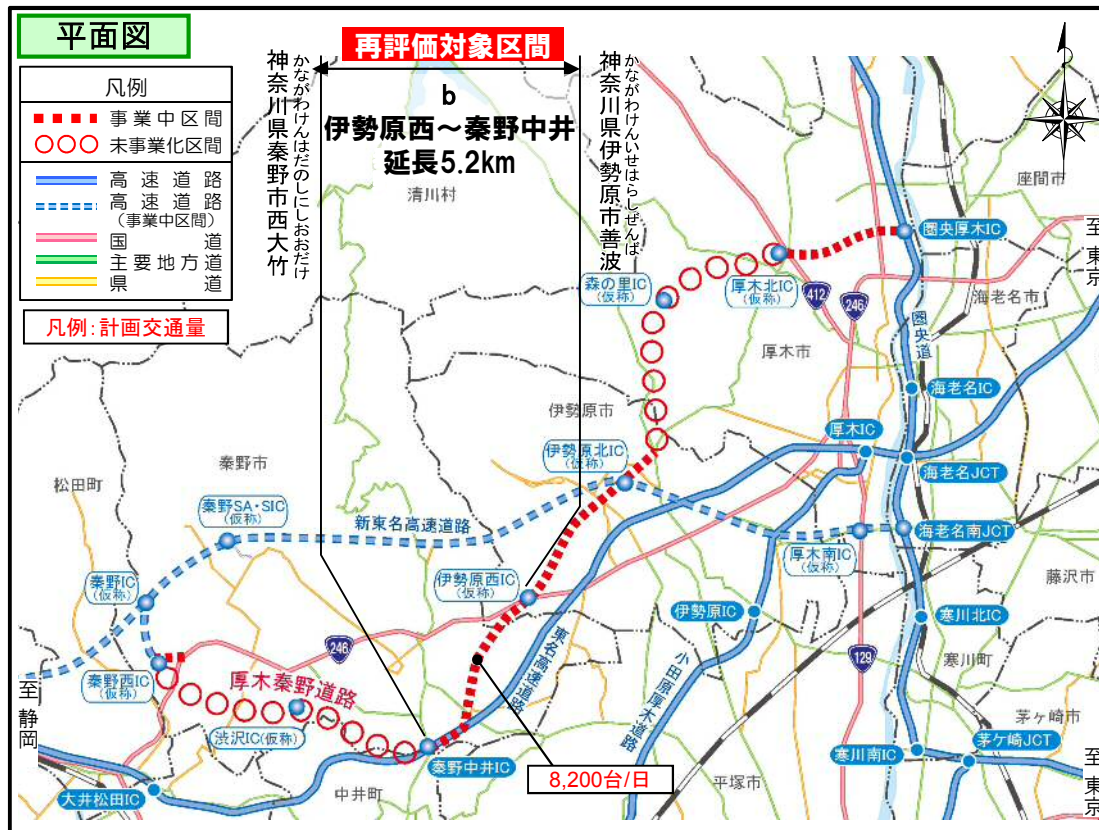 平面図
再評価対象区間
凡例
事業中区間
未事業化区間
高速道路
高速道路
(事業中区間)
国道
主要地方道
県道
凡例:計画交通量
かながわけんはだのしにしおおだけ
神奈川県秦野市西大竹
b
伊勢原西～秦野中井
延長5.2km
かながわけんいせはらしぜんば
神奈川県伊勢原市善波
清川村
座間市
圏央厚木IC
至東京
森の里IC
(仮称)
厚木北IC
(仮称)
412
246
海老名市
圏央道
厚木市
海老名IC
伊勢原市
厚木IC
伊勢原北IC
(仮称)
海老名JCT
秦野市
松田町
秦野SA・SIC
(仮称)
新東名高速道路
海老名南JCT
厚木南IC
(仮称)
秦野IC
(仮称)
伊勢原西IC
(仮称)
藤沢市
伊勢原IC
寒川北IC
246
東名高速道路
小田原厚木道路
129
寒川町
秦野西IC
(仮称)
厚木秦野道路
至静岡
～
渋沢IC(仮称)
茅ヶ崎市
茅ヶ崎JCT
寒川南IC
秦野中井IC
至東京
8,200台/日
平塚市
大井松田IC
中井町